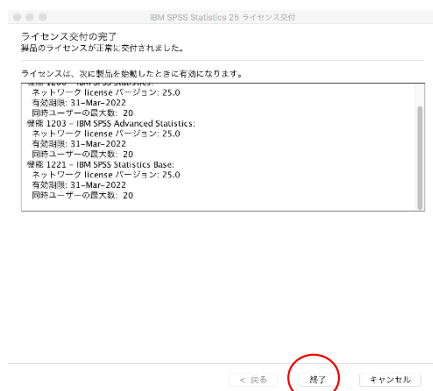 IBM SPSS Statistics 25 ライセンス交付
ライセンス交付の完了
製品のライセンスが正常に交付されました。
ライセンスは、次に製品を始動したときに有効になります。
機能 1200 - IBM SPSS Statistics:
ネットワーク license バージョン: 25.0
有効期限: 31-Mar-2022
同時ユーザーの最大数: 20
機能 1203 - IBM SPSS Advanced Statistics:
ネットワーク license バージョン: 25.0
有効期限: 31-Mar-2022
同時ユーザーの最大数: 20
機能 1221 - IBM SPSS Statistics Base:
ネットワーク license バージョン: 25.0
有効期限: 31-Mar-2022
同時ユーザーの最大数: 20
< 戻る 終了 キャンセル